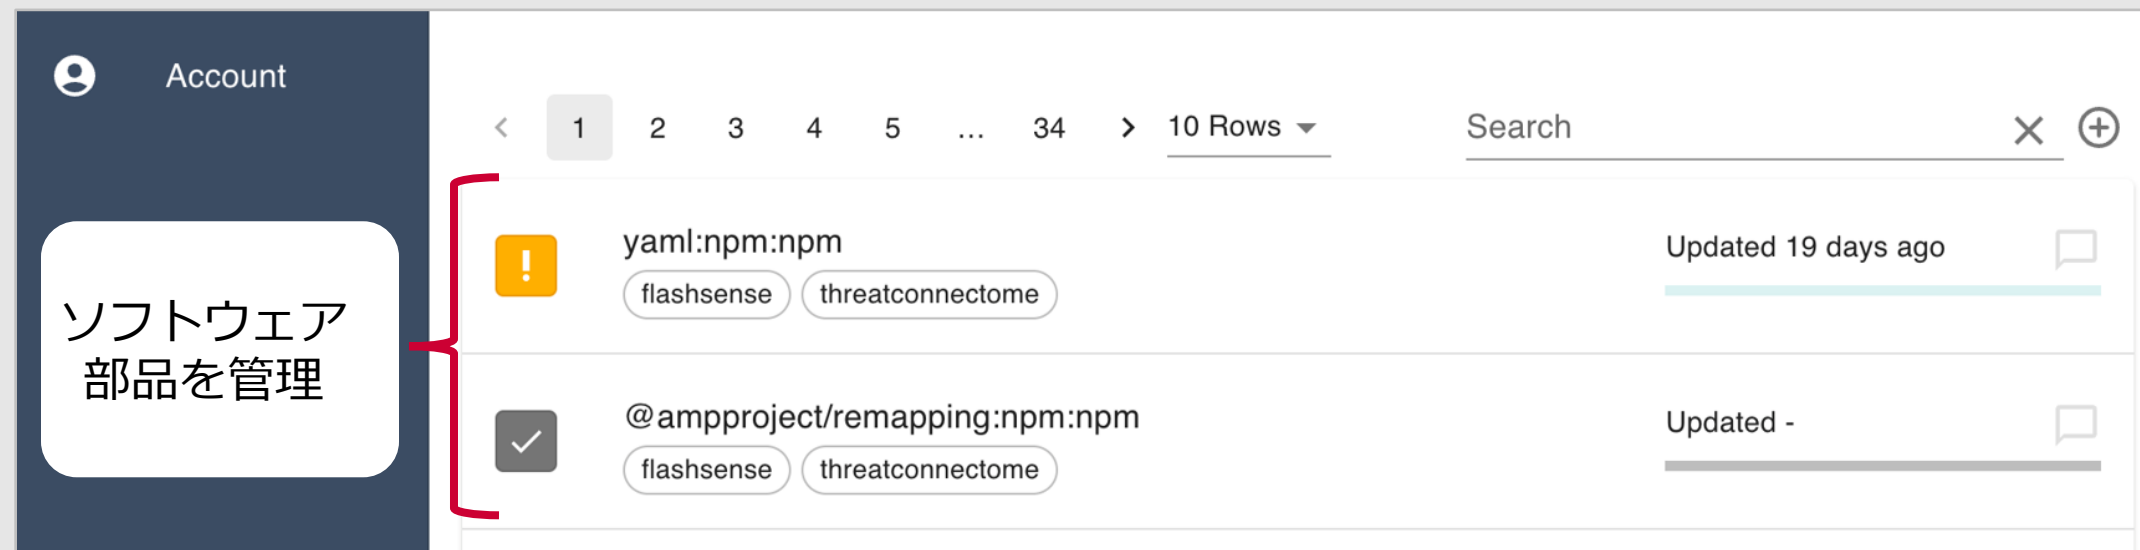 Account
1 2 3 4 5 ... 34 10 Rows Search
yaml:npm:npm
flashsense threatconnectome
Updated 19 days ago
ソフトウェア
部品を管理
@ampproject/remapping:npm:npm
flashsense threatconnectome
Updated -